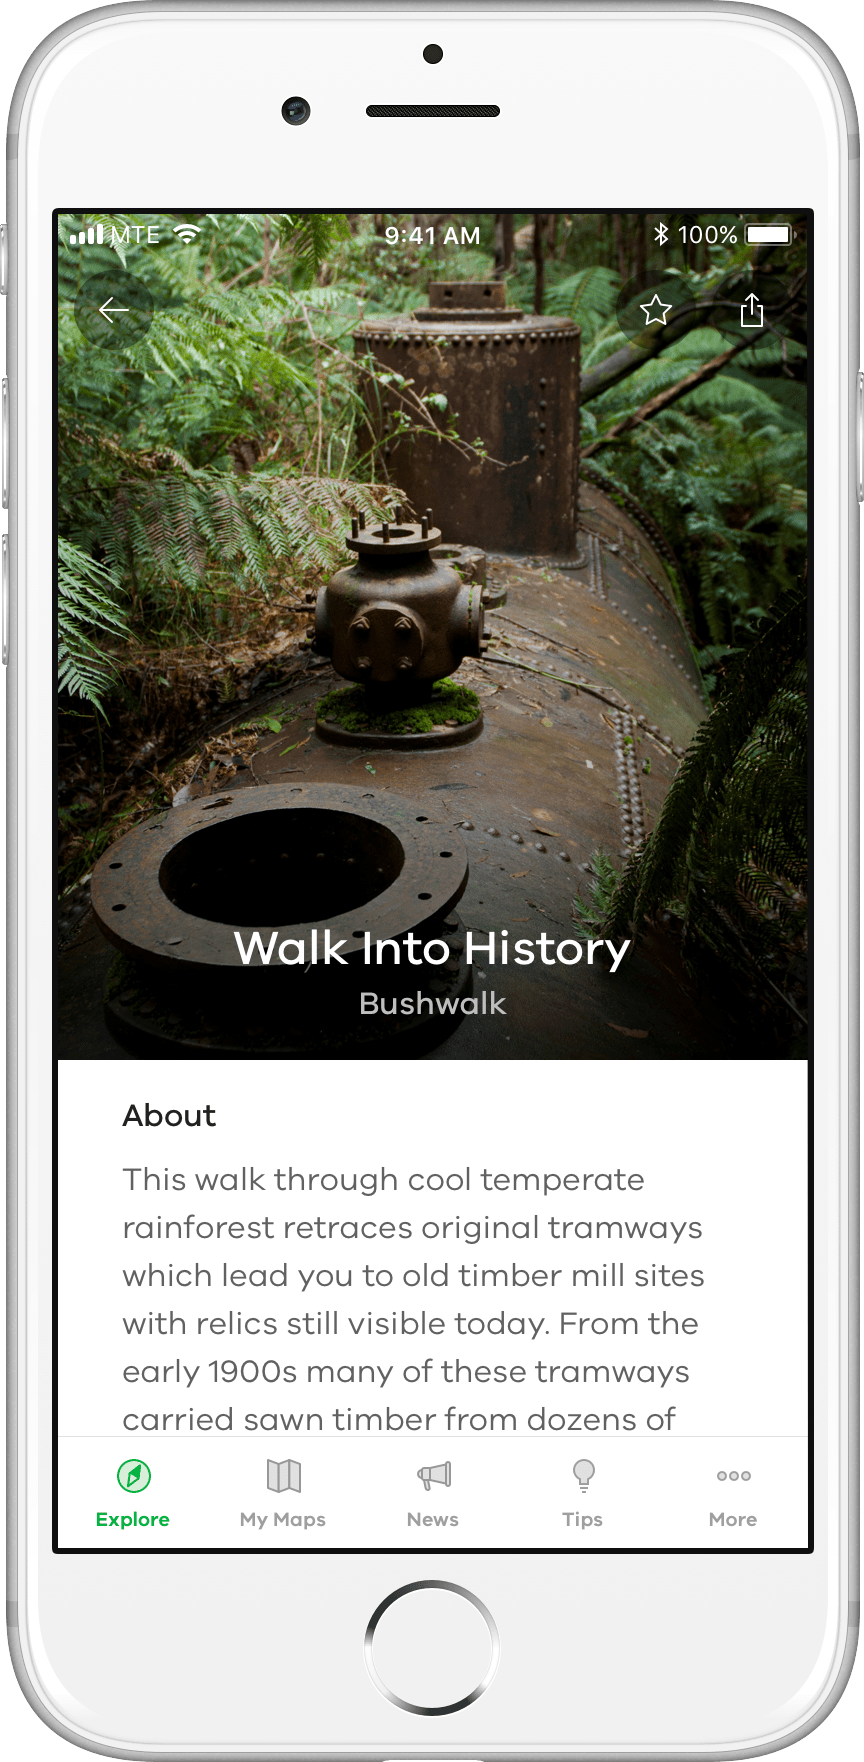 MTE 9:41 AM 100%
Walk Into History
Bushwalk
About
This walk through cool temperate
rainforest retraces original tramways
which lead you to old timber mill sites
with relics still visible today. From the
early 1900s many of these tramways
carried sawn timber from dozens of
Explore My Maps News Tips More